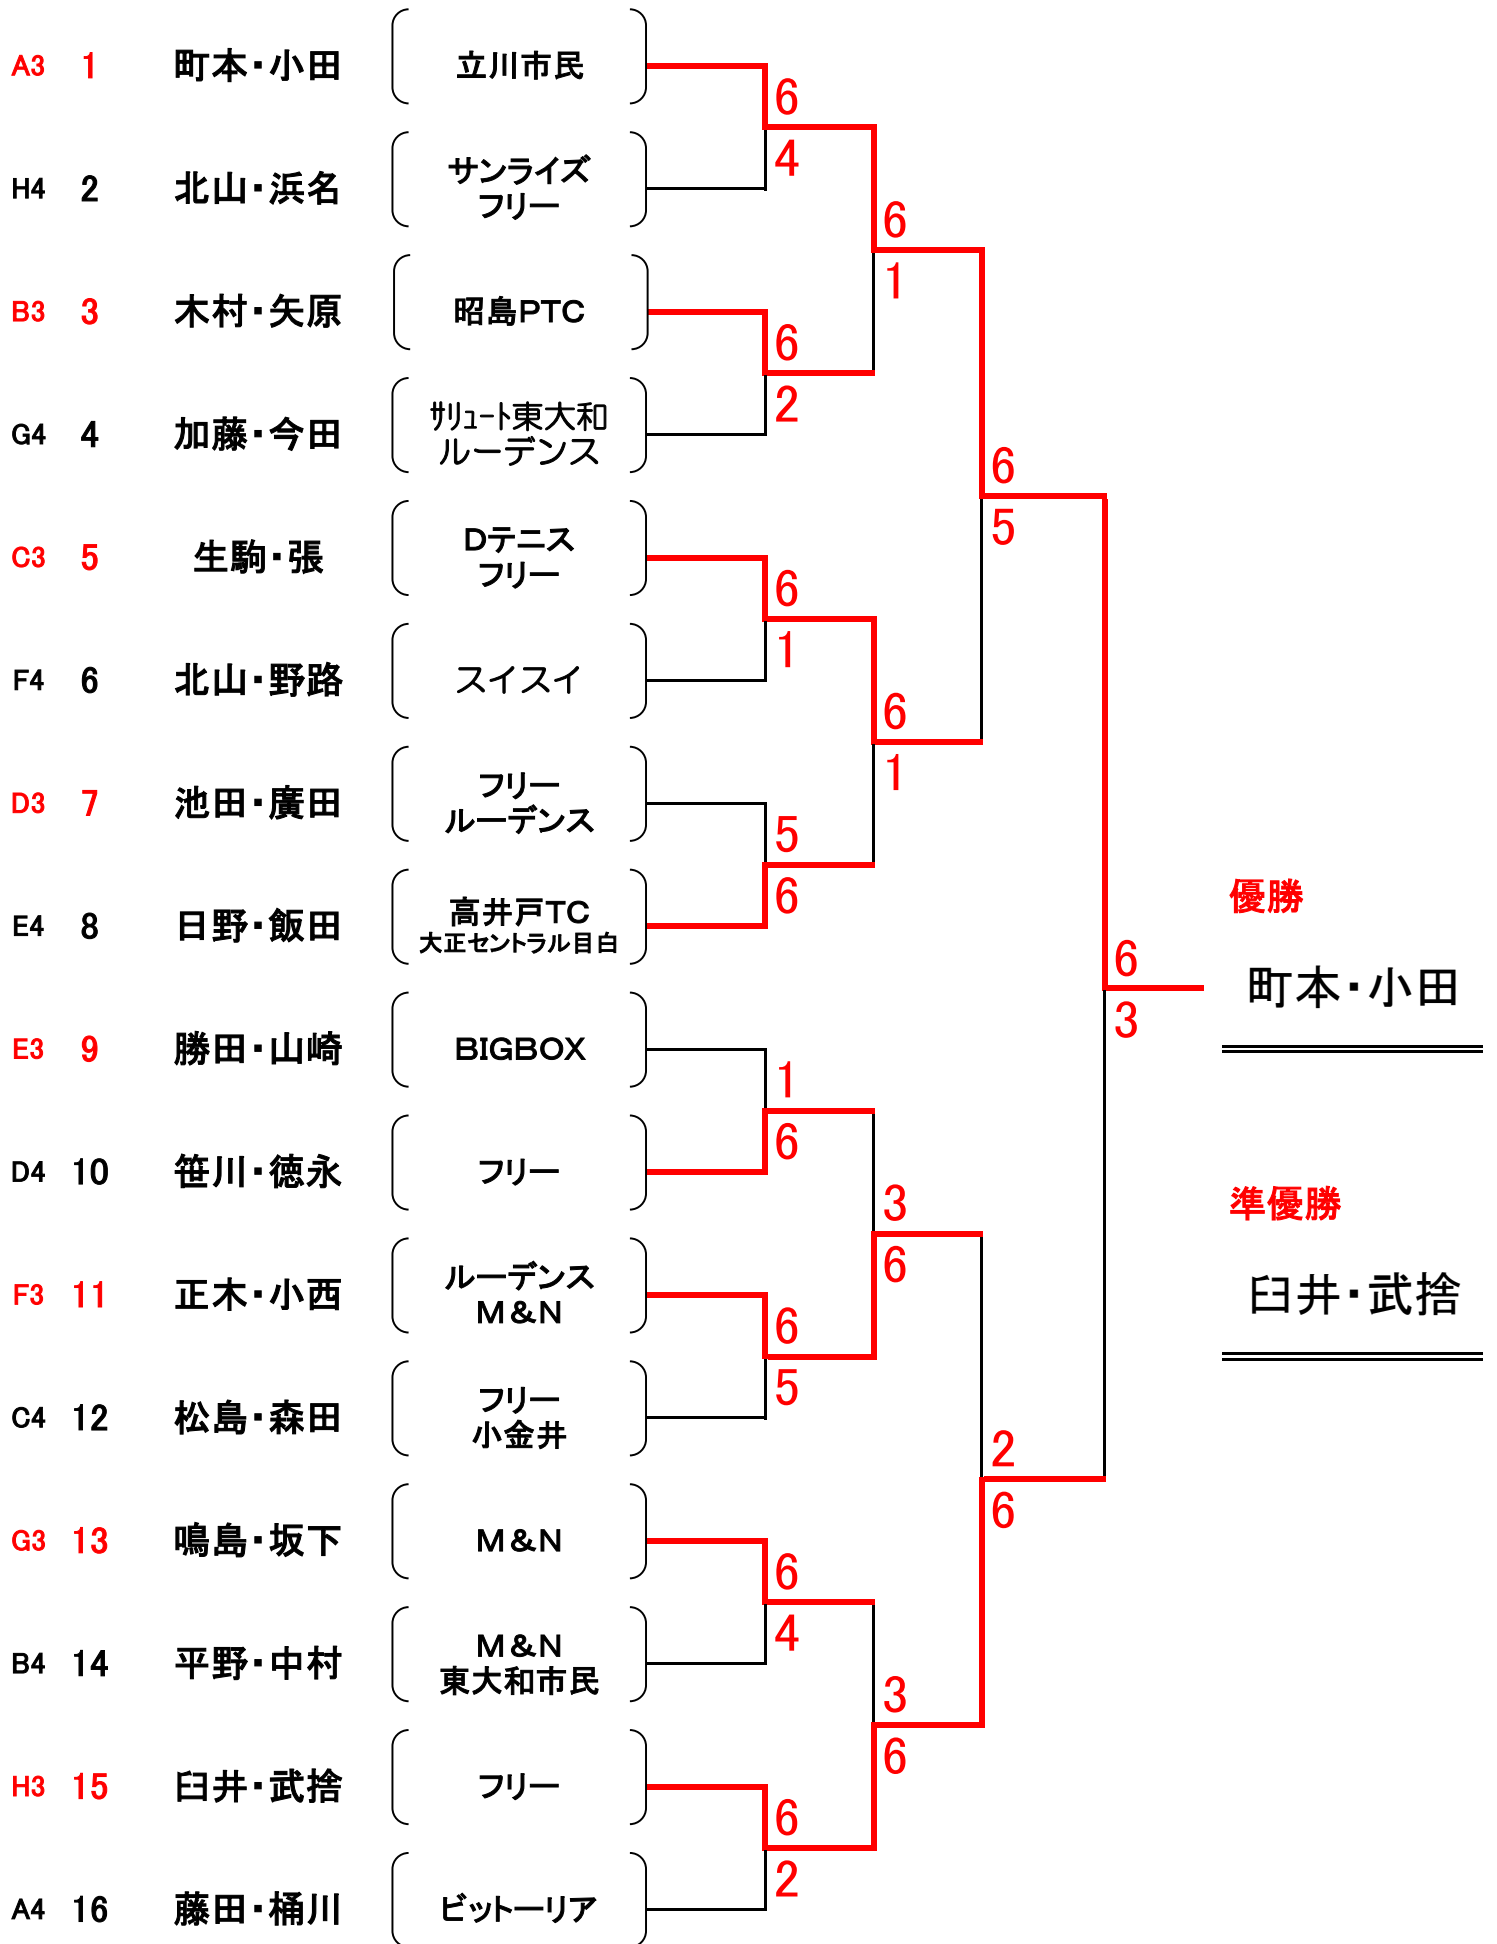 A3 1 町本・小田 立川市民
6
4
H4 2 北山・浜名 サンライズ
フリー
6
1
B3 3 木村・矢原 昭島PTC
6
2
G4 4 加藤・今田 ｻﾘｭｰﾄ東大和
ルーデンス
6
5
C3 5 生駒・張 Dテニス
フリー
6
1
F4 6 北山・野路 スイスイ
6
1
D3 7 池田・廣田 フリー
ルーデンス
5
6
E4 8 日野・飯田 高井戸TC
大正セントラル目白
優勝
町本・小田
6
3
E3 9 勝田・山崎 BIGBOX
1
6
D4 10 笹川・徳永 フリー
3
6
準優勝
臼井・武捨
F3 11 正木・小西 ルーデンス
M&N
6
5
C4 12 松島・森田 フリー
小金井
2
6
G3 13 鳴島・坂下 M&N
6
4
B4 14 平野・中村 M&N
東大和市民
3
6
H3 15 臼井・武捨 フリー
6
2
A4 16 藤田・桶川 ビットーリア